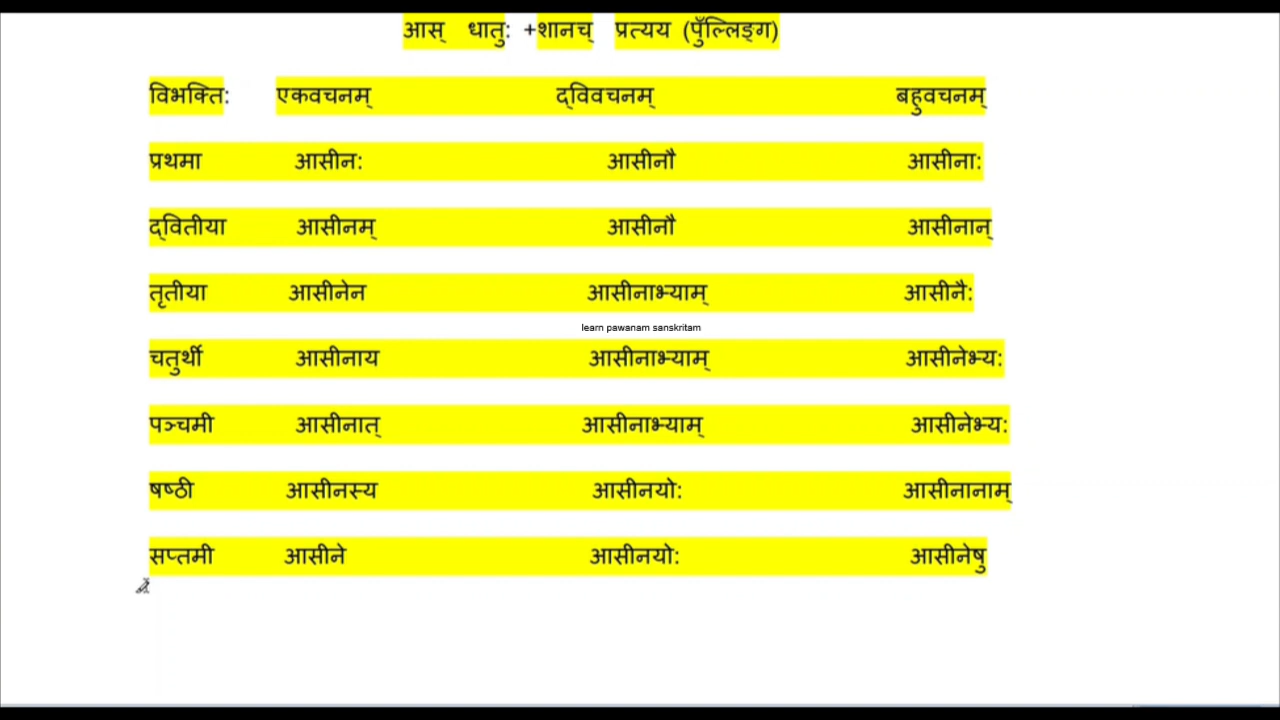 आस् धातु: +शानच् प्रत्यय (पुँल्लिङ्ग)
विभक्ति: एकवचनम् द्विवचनम् बहुवचनम्
प्रथमा आसीन: आसीनौ आसीना:
द्वितीया आसीनम् आसीनौ आसीनान्
तृतीया आसीनेन आसीनाभ्याम् आसीनै:
learn pawanam sanskritam
चतुर्थी आसीनाय आसीनाभ्याम् आसीनेभ्य:
पञ्चमी आसीनात् आसीनाभ्याम् आसीनेभ्य:
षष्ठी आसीनस्य आसीनयो: आसीनानाम्
सप्तमी आसीने आसीनयो: आसीनेषु